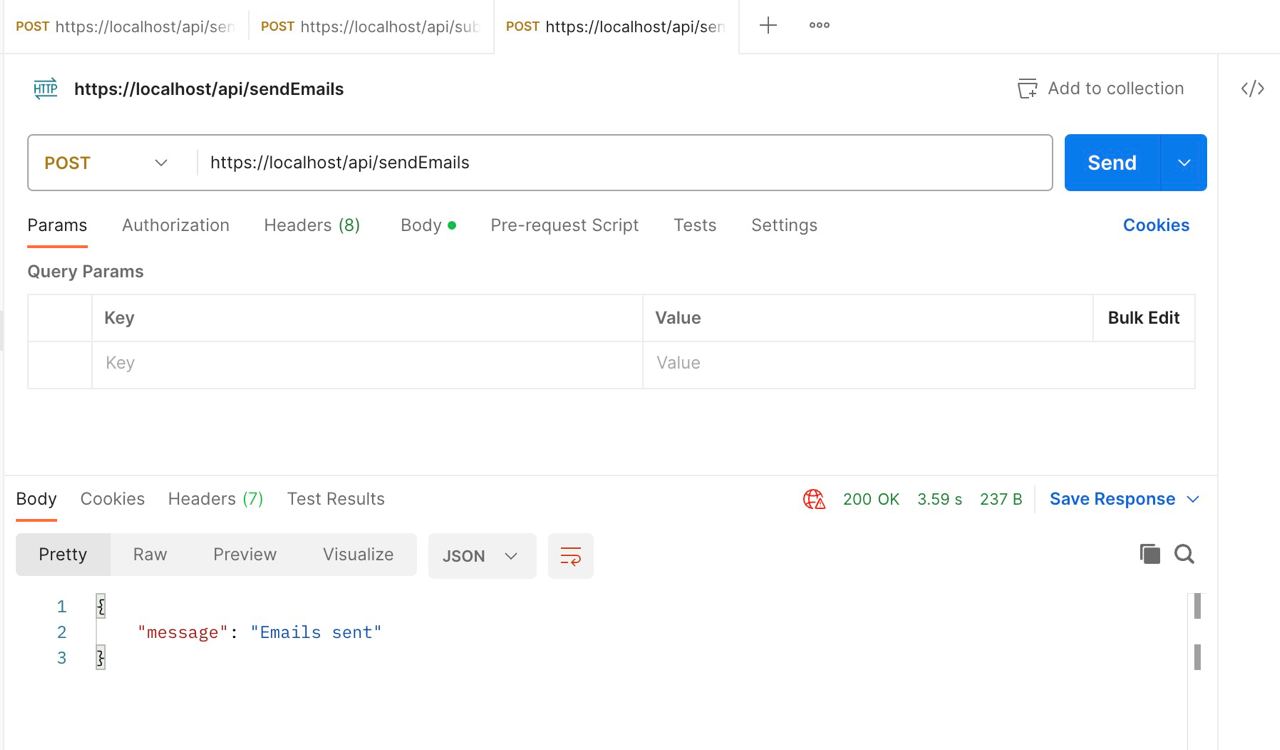 POST https://localhost/api/sen POST https://localhost/api/sub POST https://localhost/api/sen
HTTP https://localhost/api/sendEmails Add to collection
POST https://localhost/api/sendEmails Send
Params Authorization Headers (8) Body Pre-request Script Tests Settings Cookies
Query Params
Key Value Bulk Edit
Key Value
Body Cookies Headers (7) Test Results 200 OK 3.59 s 237 B Save Response
Pretty Raw Preview Visualize JSON
1 {
2 "message": "Emails sent"
3 }